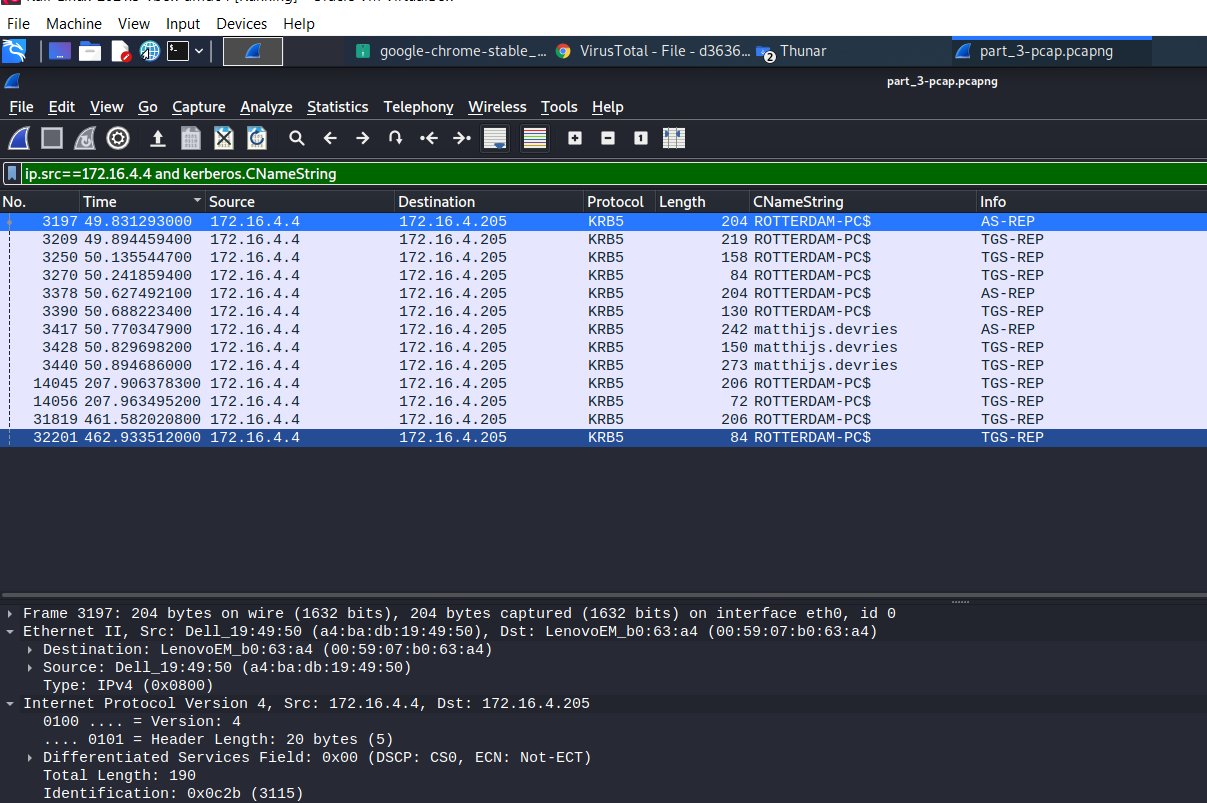 File Machine View Input Devices Help
google-chrome-stable_... VirusTotal - File - d3636... 2 Thunar part_3-pcap.pcapng
part_3-pcap.pcapng
File Edit View Go Capture Analyze Statistics Telephony Wireless Tools Help
ip.src==172.16.4.4 and kerberos.CNameString
No. Time Source Destination Protocol Length CNameString Info
3197 49.831293000 172.16.4.4 172.16.4.205 KRB5 204 ROTTERDAM-PC$ AS-REP
3209 49.894459400 172.16.4.4 172.16.4.205 KRB5 219 ROTTERDAM-PC$ TGS-REP
3250 50.135544700 172.16.4.4 172.16.4.205 KRB5 158 ROTTERDAM-PC$ TGS-REP
3270 50.241859400 172.16.4.4 172.16.4.205 KRB5 84 ROTTERDAM-PC$ TGS-REP
3378 50.627492100 172.16.4.4 172.16.4.205 KRB5 204 ROTTERDAM-PC$ AS-REP
3390 50.688223400 172.16.4.4 172.16.4.205 KRB5 130 ROTTERDAM-PC$ TGS-REP
3417 50.770347900 172.16.4.4 172.16.4.205 KRB5 242 matthijs.devries AS-REP
3428 50.829698200 172.16.4.4 172.16.4.205 KRB5 150 matthijs.devries TGS-REP
3440 50.894686000 172.16.4.4 172.16.4.205 KRB5 273 matthijs.devries TGS-REP
14045 207.906378300 172.16.4.4 172.16.4.205 KRB5 206 ROTTERDAM-PC$ TGS-REP
14056 207.963495200 172.16.4.4 172.16.4.205 KRB5 72 ROTTERDAM-PC$ TGS-REP
31819 461.582020800 172.16.4.4 172.16.4.205 KRB5 206 ROTTERDAM-PC$ TGS-REP
32201 462.933512000 172.16.4.4 172.16.4.205 KRB5 84 ROTTERDAM-PC$ TGS-REP
Frame 3197: 204 bytes on wire (1632 bits), 204 bytes captured (1632 bits) on interface eth0, id 0
Ethernet II, Src: Dell_19:49:50 (a4:ba:db:19:49:50), Dst: LenovoEM_b0:63:a4 (00:59:07:b0:63:a4)
Destination: LenovoEM_b0:63:a4 (00:59:07:b0:63:a4)
Source: Dell_19:49:50 (a4:ba:db:19:49:50)
Type: IPv4 (0x0800)
Internet Protocol Version 4, Src: 172.16.4.4, Dst: 172.16.4.205
0100 .... = Version: 4
.... 0101 = Header Length: 20 bytes (5)
Differentiated Services Field: 0x00 (DSCP: CS0, ECN: Not-ECT)
Total Length: 190
Identification: 0x0c2b (3115)